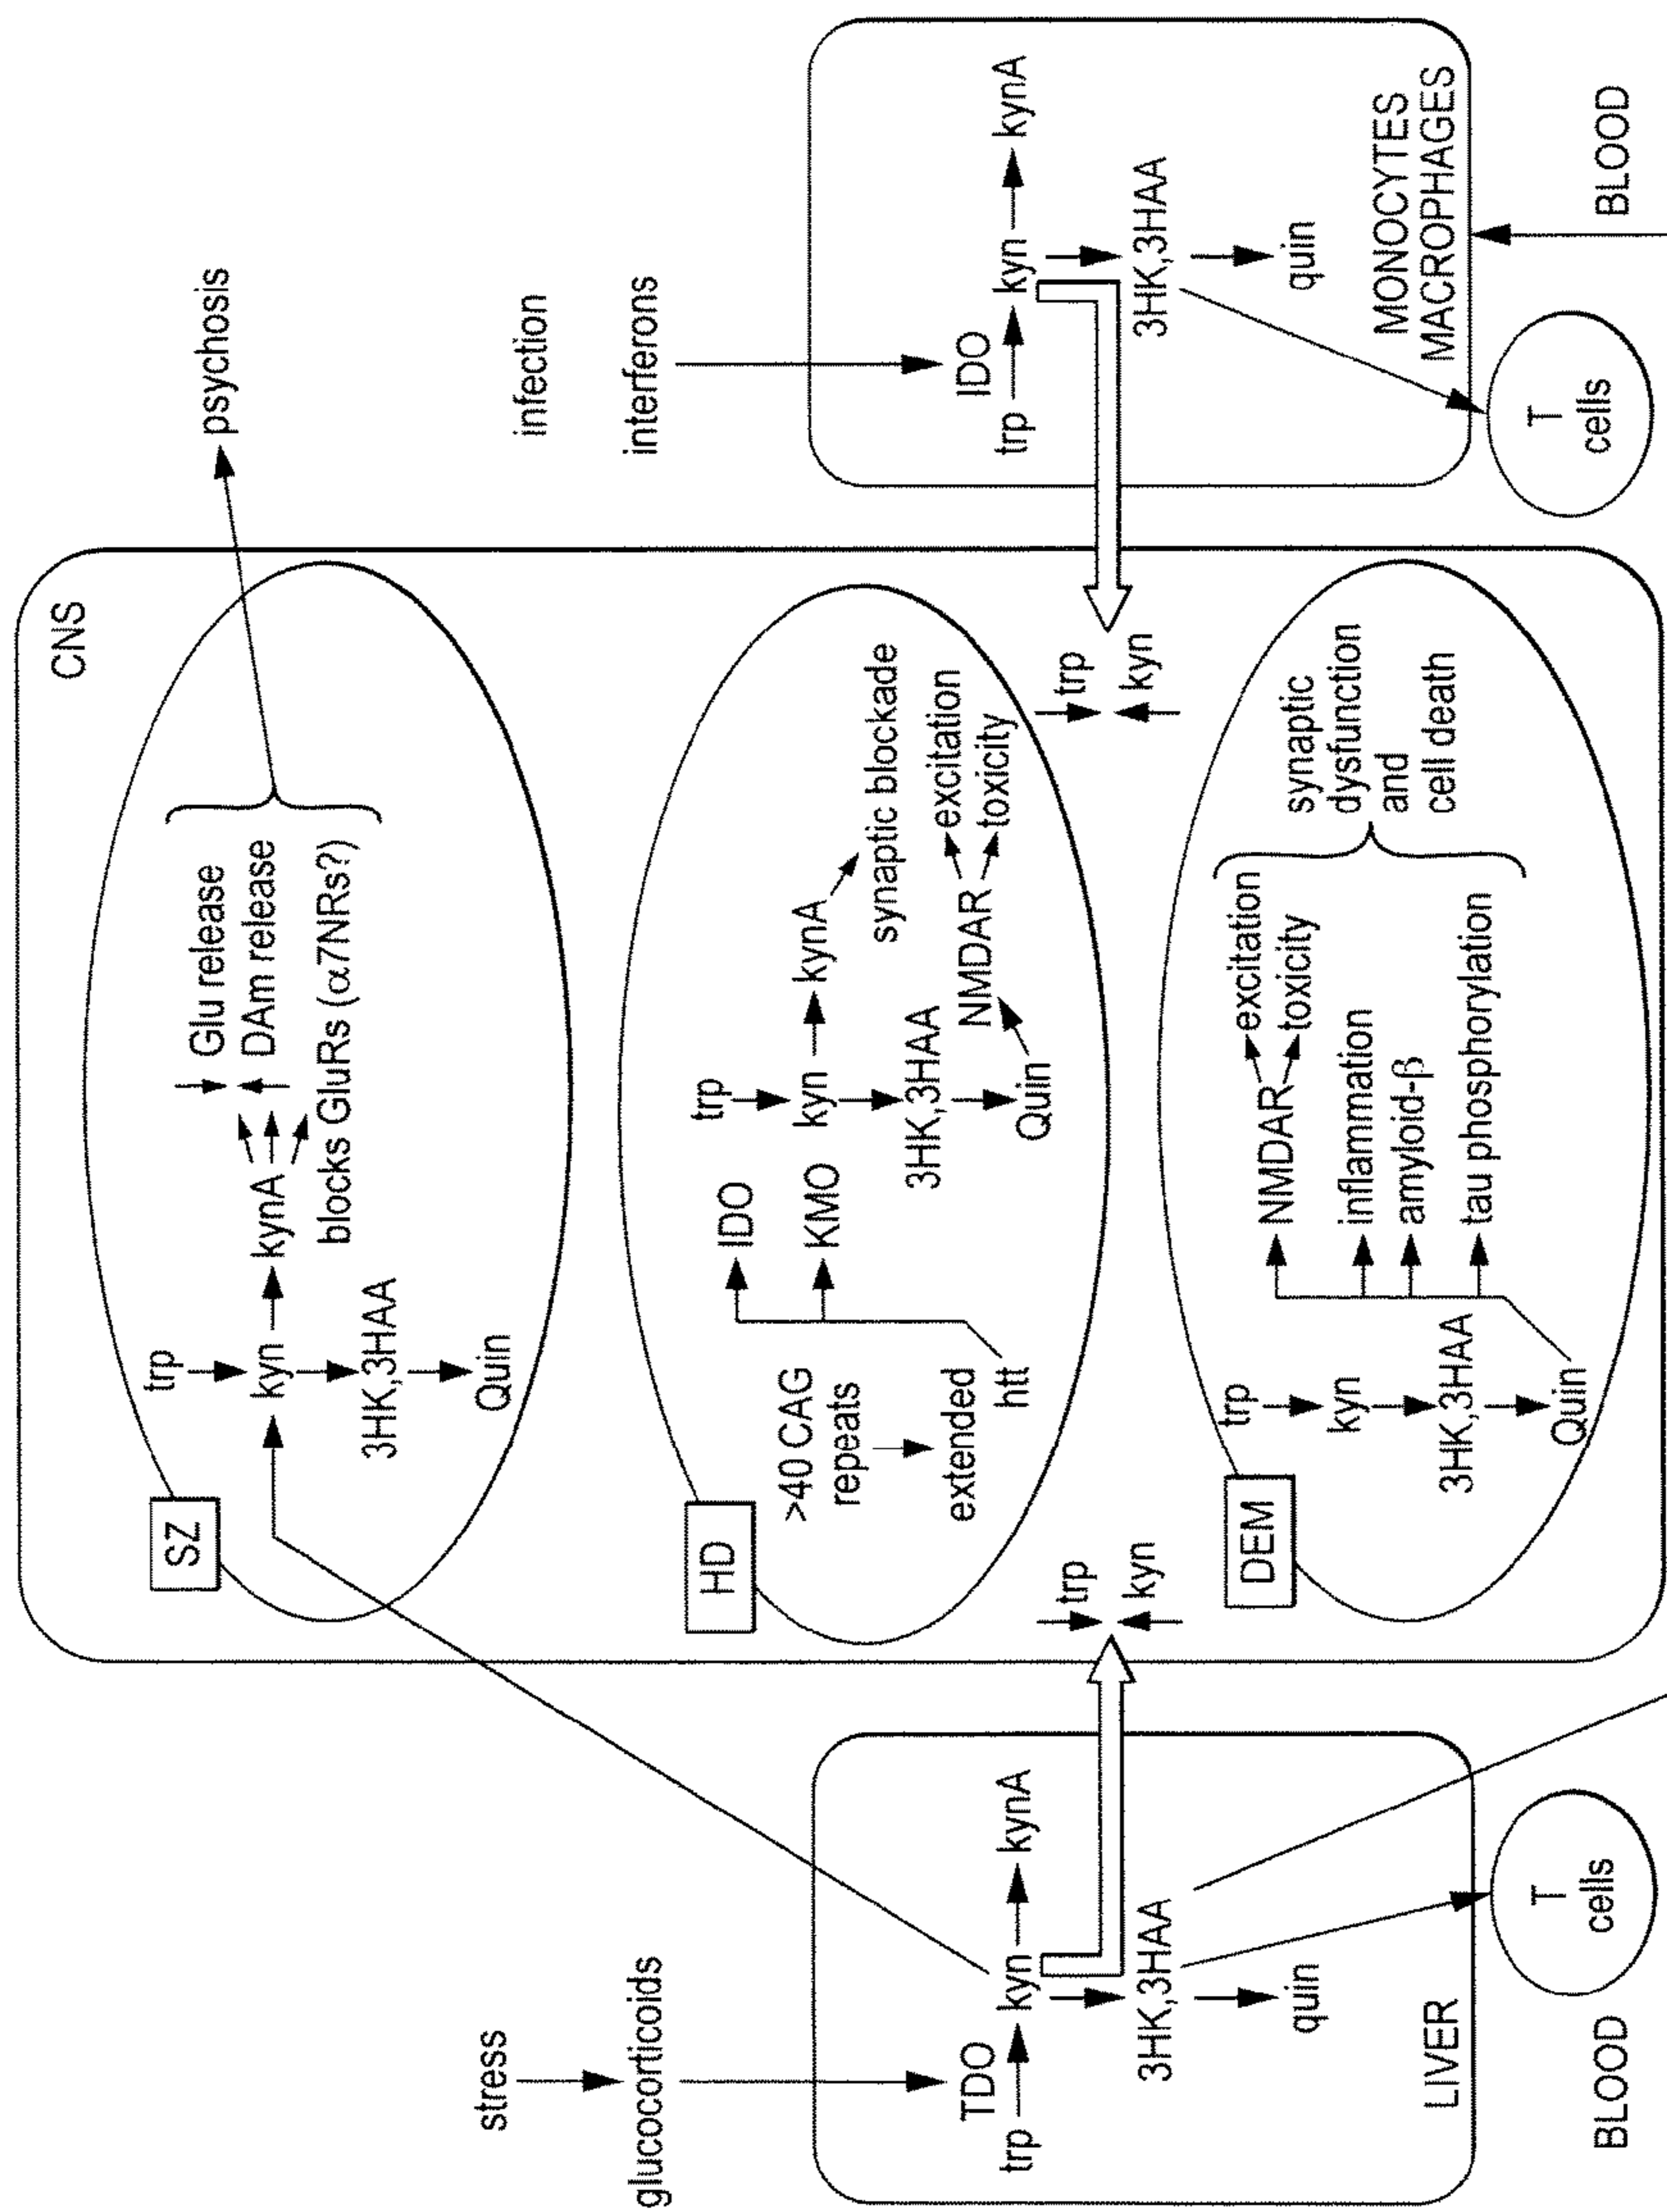 stress
glucocorticoids
TDO
trp
kyn
kynA
3HK,3HAA
quin
LIVER
T
cells
BLOOD
CNS
SZ
trp
kyn
kynA
3HK,3HAA
Quin
Glu release
DAm release
blocks GluRs (α7NRs?)
psychosis
HD
>40 CAG
repeats
extended
htt
IDO
KMO
trp
kyn
kynA
3HK,3HAA
Quin
synaptic blockade
NMDAR
excitation
toxicity
trp
kyn
trp
kyn
DEM
trp
kyn
3HK,3HAA
Quin
NMDAR
excitation
toxicity
inflammation
amyloid-β
tau phosphorylation
synaptic
dysfunction
and
cell death
infection
interferons
IDO
trp
kyn
kynA
3HK,3HAA
quin
MONOCYTES
MACROPHAGES
T
cells
BLOOD